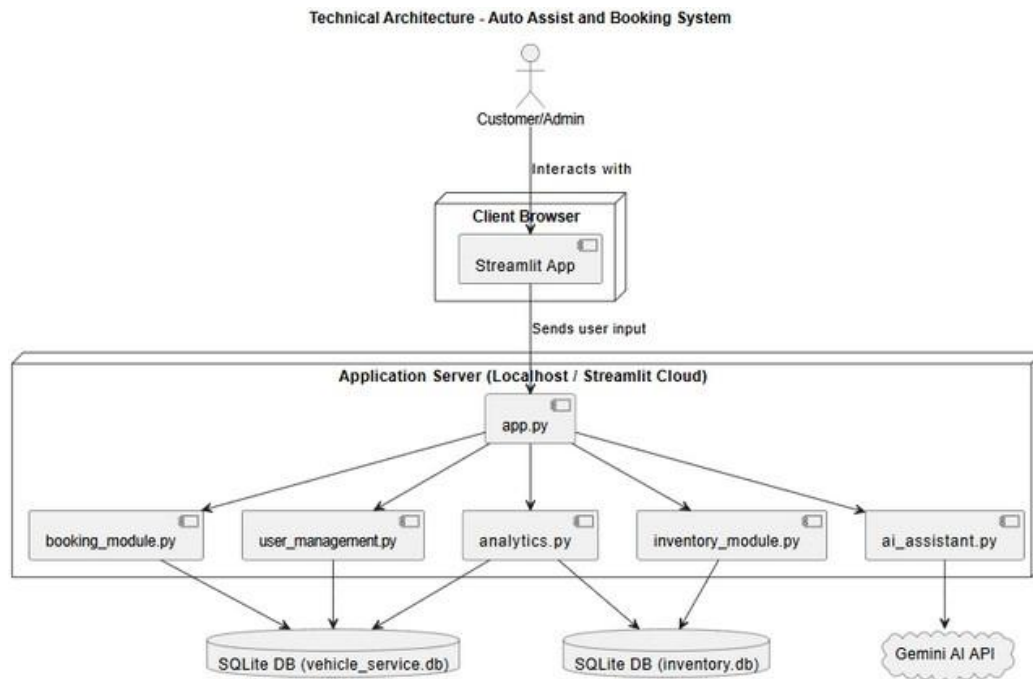 Technical Architecture - Auto Assist and Booking System
Customer/Admin
Interacts with
Client Browser
Streamlit App
Sends user input
Application Server (Localhost / Streamlit Cloud)
app.py
booking_module.py
user_management.py
analytics.py
inventory_module.py
ai_assistant.py
SQLite DB (vehicle_service.db)
SQLite DB (inventory.db)
Gemini AI API